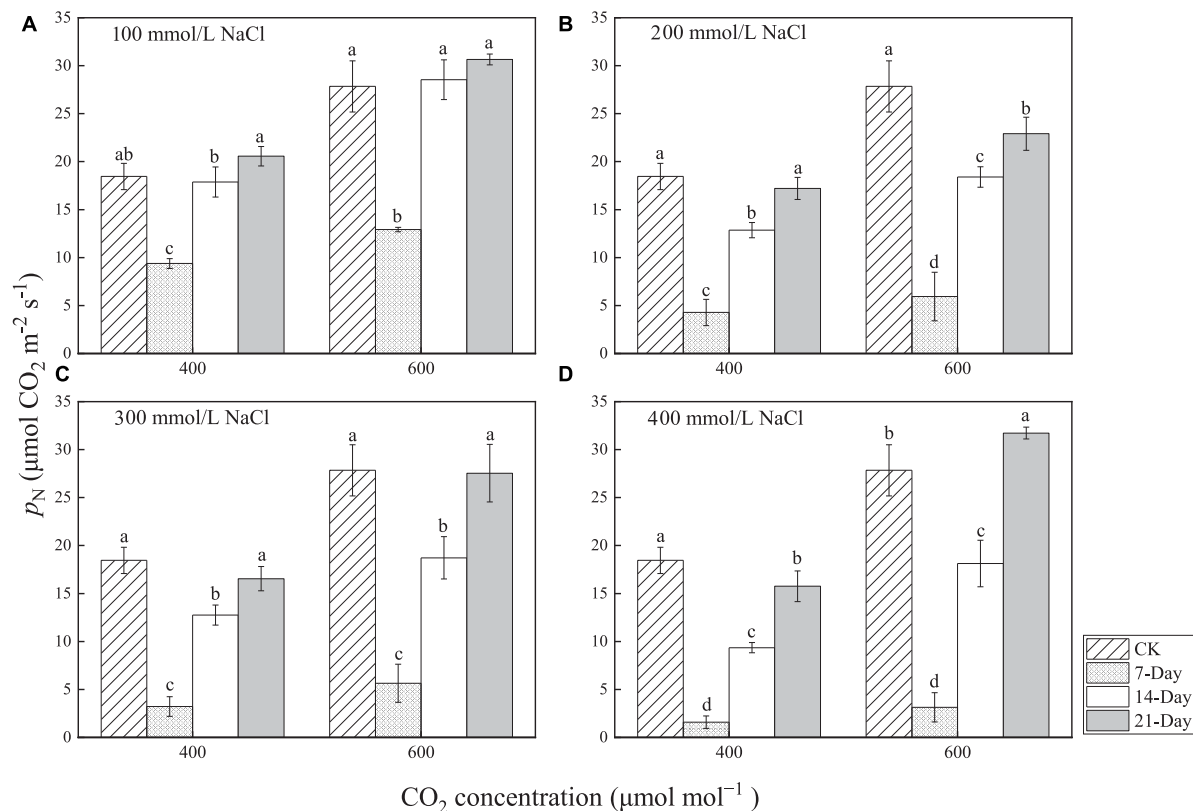 A
100 mmol/L NaCl
35
30
25
20
15
10
5
0
ab
c
b
a
a
b
a
a
400
600
B
200 mmol/L NaCl
35
30
25
20
15
10
5
0
a
c
b
a
a
d
c
b
400
600
C
300 mmol/L NaCl
35
30
25
20
15
10
5
0
a
c
b
a
a
c
b
a
400
600
D
400 mmol/L NaCl
35
30
25
20
15
10
5
0
a
d
c
b
b
d
c
a
400
600
p_N (μmol CO₂ m⁻² s⁻¹)
CO₂ concentration (μmol mol⁻¹)
CK
7-Day
14-Day
21-Day